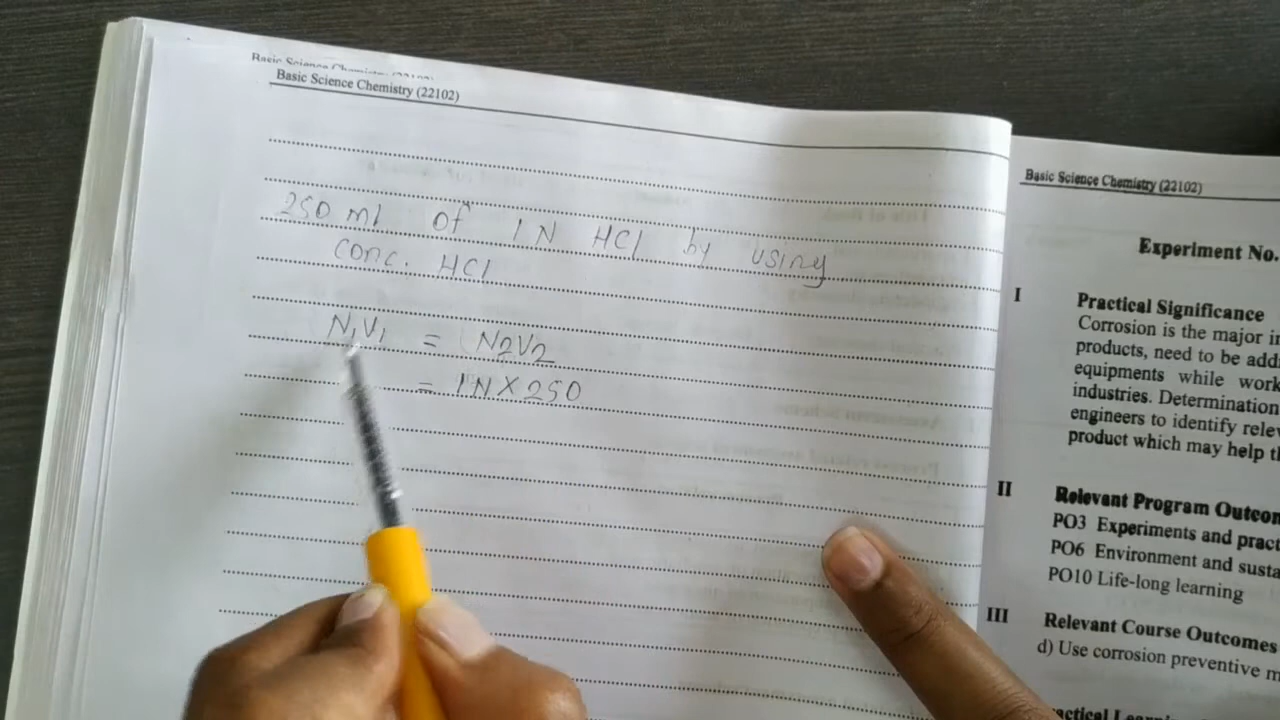 Basic Science Chemistry (22102)
250 ml of 1N HCl by using
conc. HCl
N1V1 = N2V2
= 1N X 250
Basic Science Chemistry (22102)
Experiment No.
I Practical Significance
Corrosion is the major in
products, need to be add
equipments while work
industries. Determination
engineers to identify relev
product which may help th
II Relevant Program Outcom
PO3 Experiments and pract
PO6 Environment and susta
PO10 Life-long learning
III Relevant Course Outcomes
d) Use corrosion preventive m